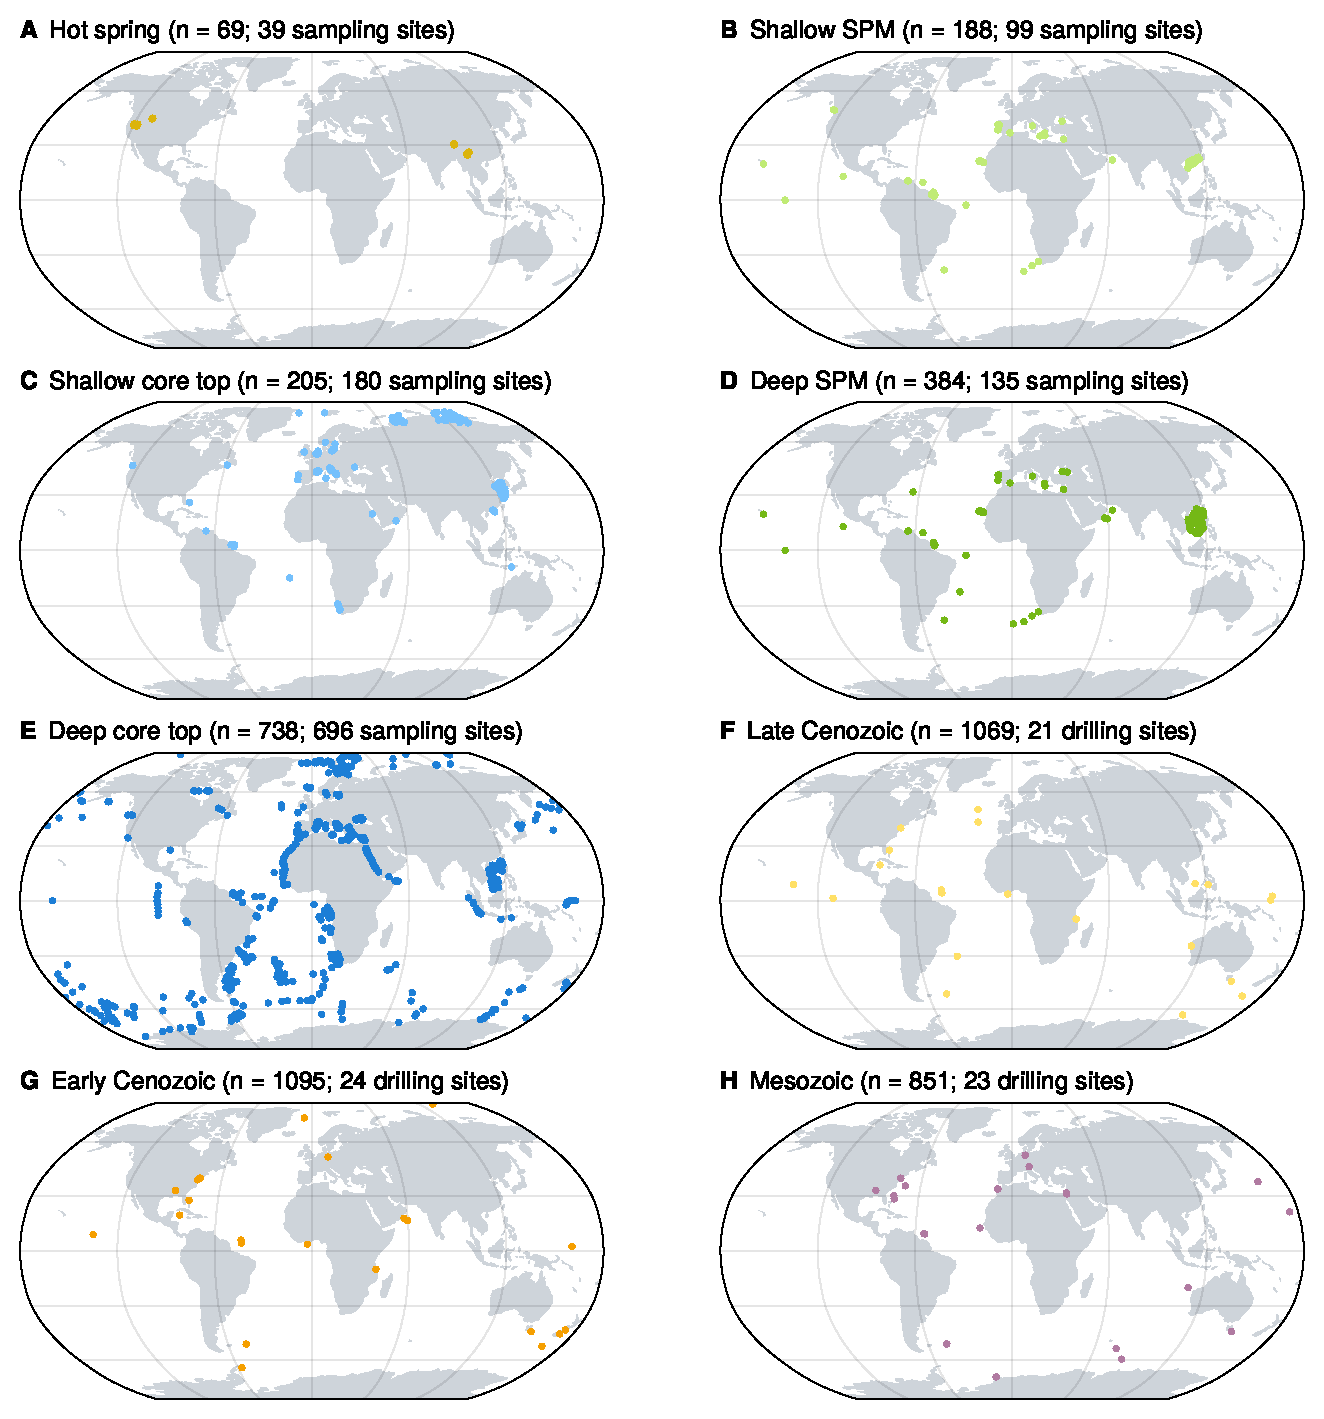 A Hot spring (n = 69; 39 sampling sites)
B Shallow SPM (n = 188; 99 sampling sites)
C Shallow core top (n = 205; 180 sampling sites)
D Deep SPM (n = 384; 135 sampling sites)
E Deep core top (n = 738; 696 sampling sites)
F Late Cenozoic (n = 1069; 21 drilling sites)
G Early Cenozoic (n = 1095; 24 drilling sites)
H Mesozoic (n = 851; 23 drilling sites)